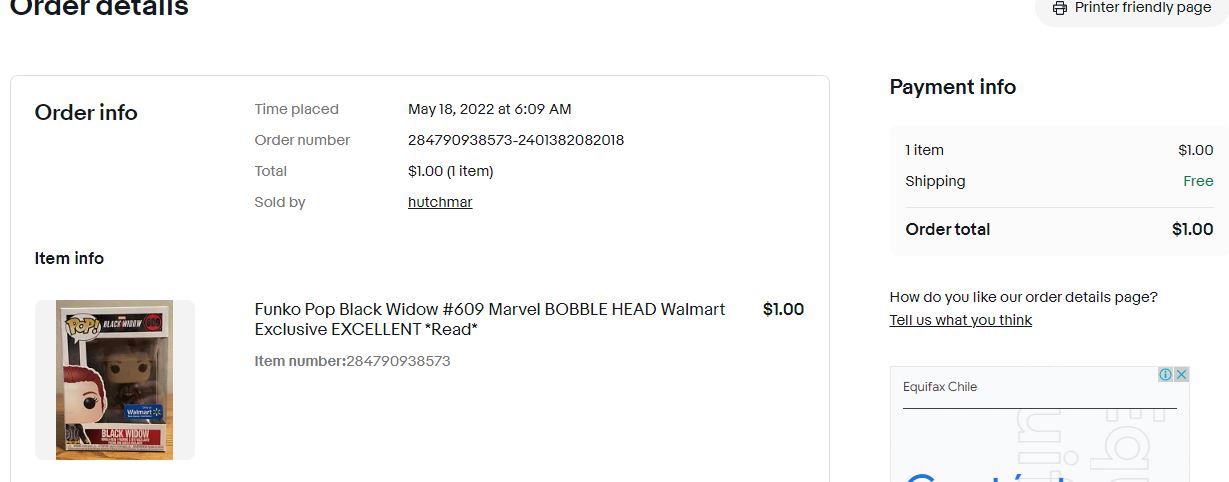 Order details
Printer friendly page
Order info
Time placed
May 18, 2022 at 6:09 AM
Order number
284790938573-2401382082018
Total
$1.00 (1 item)
Sold by
hutchmar
Item info
POP!
BLACK WIDOW
609
Walmart
BLACK WIDOW
Funko Pop Black Widow #609 Marvel BOBBLE HEAD Walmart
Exclusive EXCELLENT *Read*
$1.00
Item number:284790938573
Payment info
1 item
$1.00
Shipping
Free
Order total
$1.00
How do you like our order details page?
Tell us what you think
Equifax Chile